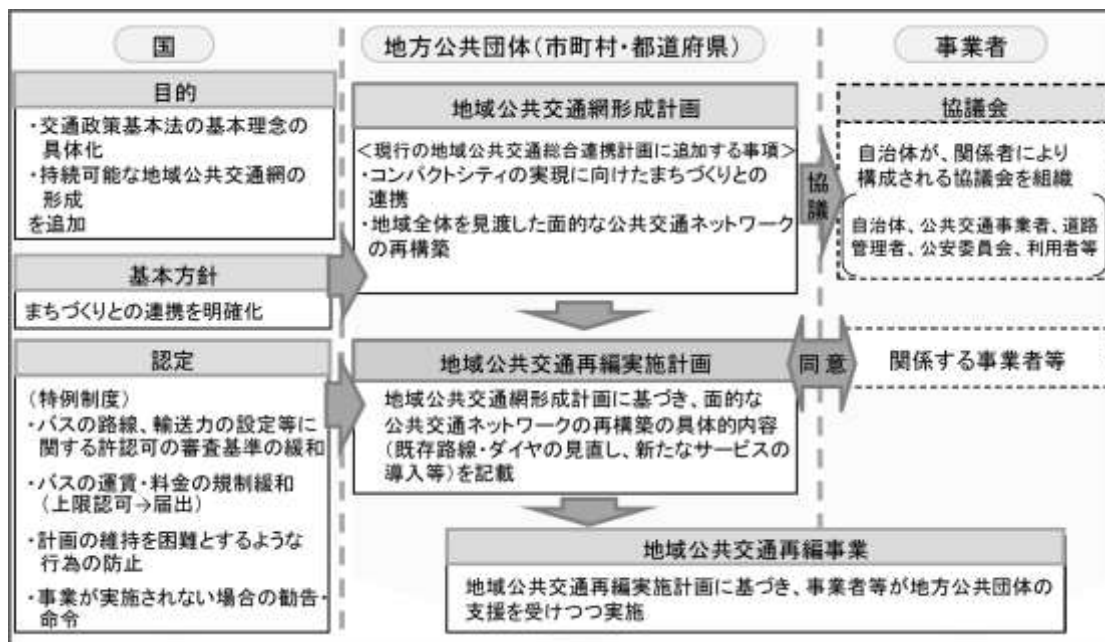 国
地方公共団体(市町村・都道府県)
事業者
目的
・交通政策基本法の基本理念の
具体化
・持続可能な地域公共交通網の
形成
を追加
基本方針
まちづくりとの連携を明確化
認定
(特例制度)
・バスの路線、輸送力の設定等に
関する許認可の審査基準の緩和
・バスの運賃・料金の規制緩和
(上限認可→届出)
・計画の維持を困難とするような
行為の防止
・事業が実施されない場合の勧告・
命令
地域公共交通網形成計画
<現行の地域公共交通総合連携計画に追加する事項>
・コンパクトシティの実現に向けたまちづくりとの
連携
・地域全体を見渡した面的な公共交通ネットワーク
の再構築
協議
協議会
自治体が、関係者により
構成される協議会を組織
自治体、公共交通事業者、道路
管理者、公安委員会、利用者等
地域公共交通再編実施計画
地域公共交通網形成計画に基づき、面的な
公共交通ネットワークの再構築の具体的内容
(既存路線・ダイヤの見直し、新たなサービスの
導入等)を記載
同意
関係する事業者等
地域公共交通再編事業
地域公共交通再編実施計画に基づき、事業者等が地方公共団体の
支援を受けつつ実施